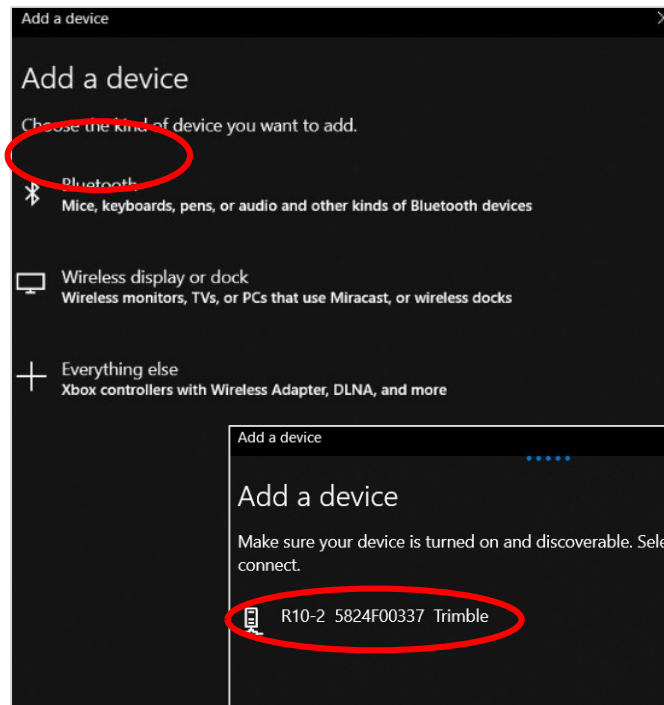 Add a device
Add a device
Choose the kind of device you want to add.
Bluetooth
Mice, keyboards, pens, or audio and other kinds of Bluetooth devices
Wireless display or dock
Wireless monitors, TVs, or PCs that use Miracast, or wireless docks
Everything else
Xbox controllers with Wireless Adapter, DLNA, and more
Add a device
Add a device
Make sure your device is turned on and discoverable. Sele
connect.
R10-2 5824F00337 Trimble